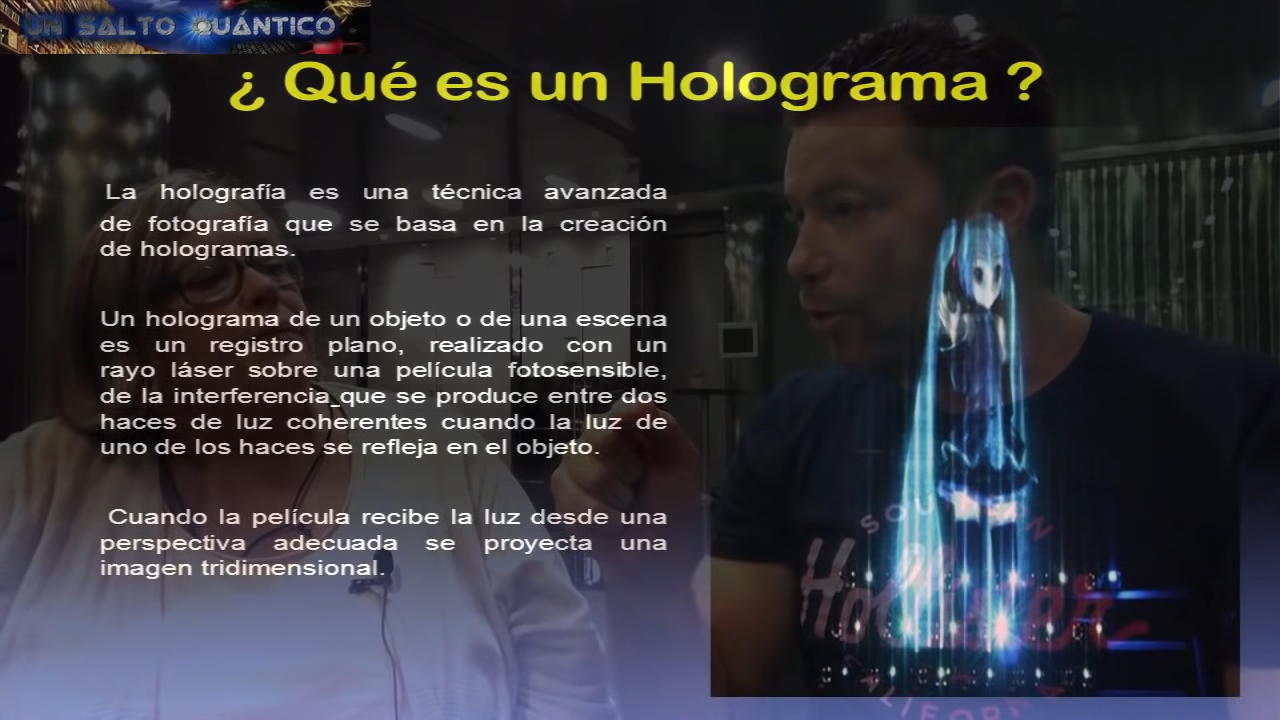 UN SALTO QUÁNTICO
¿ Qué es un Holograma ?
La holografía es una técnica avanzada
de fotografía que se basa en la creación
de hologramas.
Un holograma de un objeto o de una escena
es un registro plano, realizado con un
rayo láser sobre una película fotosensible,
de la interferencia que se produce entre dos
haces de luz coherentes cuando la luz de
uno de los haces se refleja en el objeto.
Cuando la película recibe la luz desde una
perspectiva adecuada se proyecta una
imagen tridimensional.
Hollister